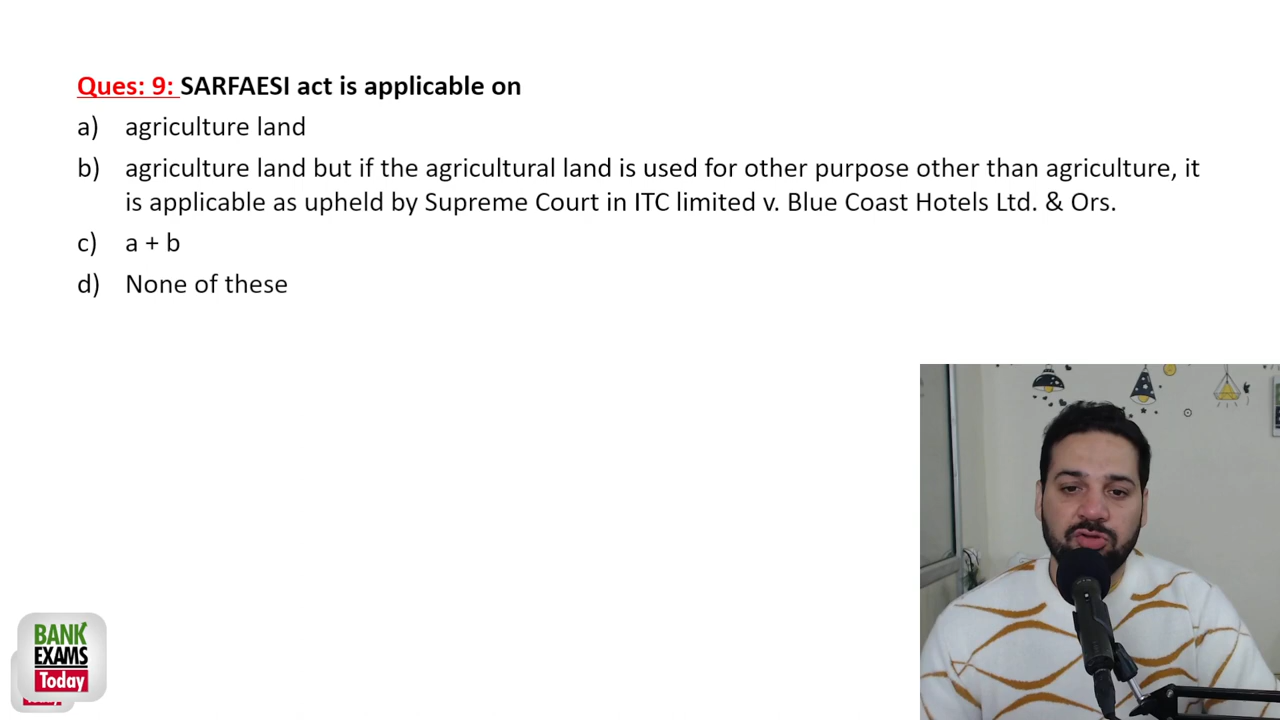 Ques: 9: SARFAESI act is applicable on
a) agriculture land
b) agriculture land but if the agricultural land is used for other purpose other than agriculture, it
is applicable as upheld by Supreme Court in ITC limited v. Blue Coast Hotels Ltd. & Ors.
c) a + b
d) None of these
BANK
EXAMS
Today